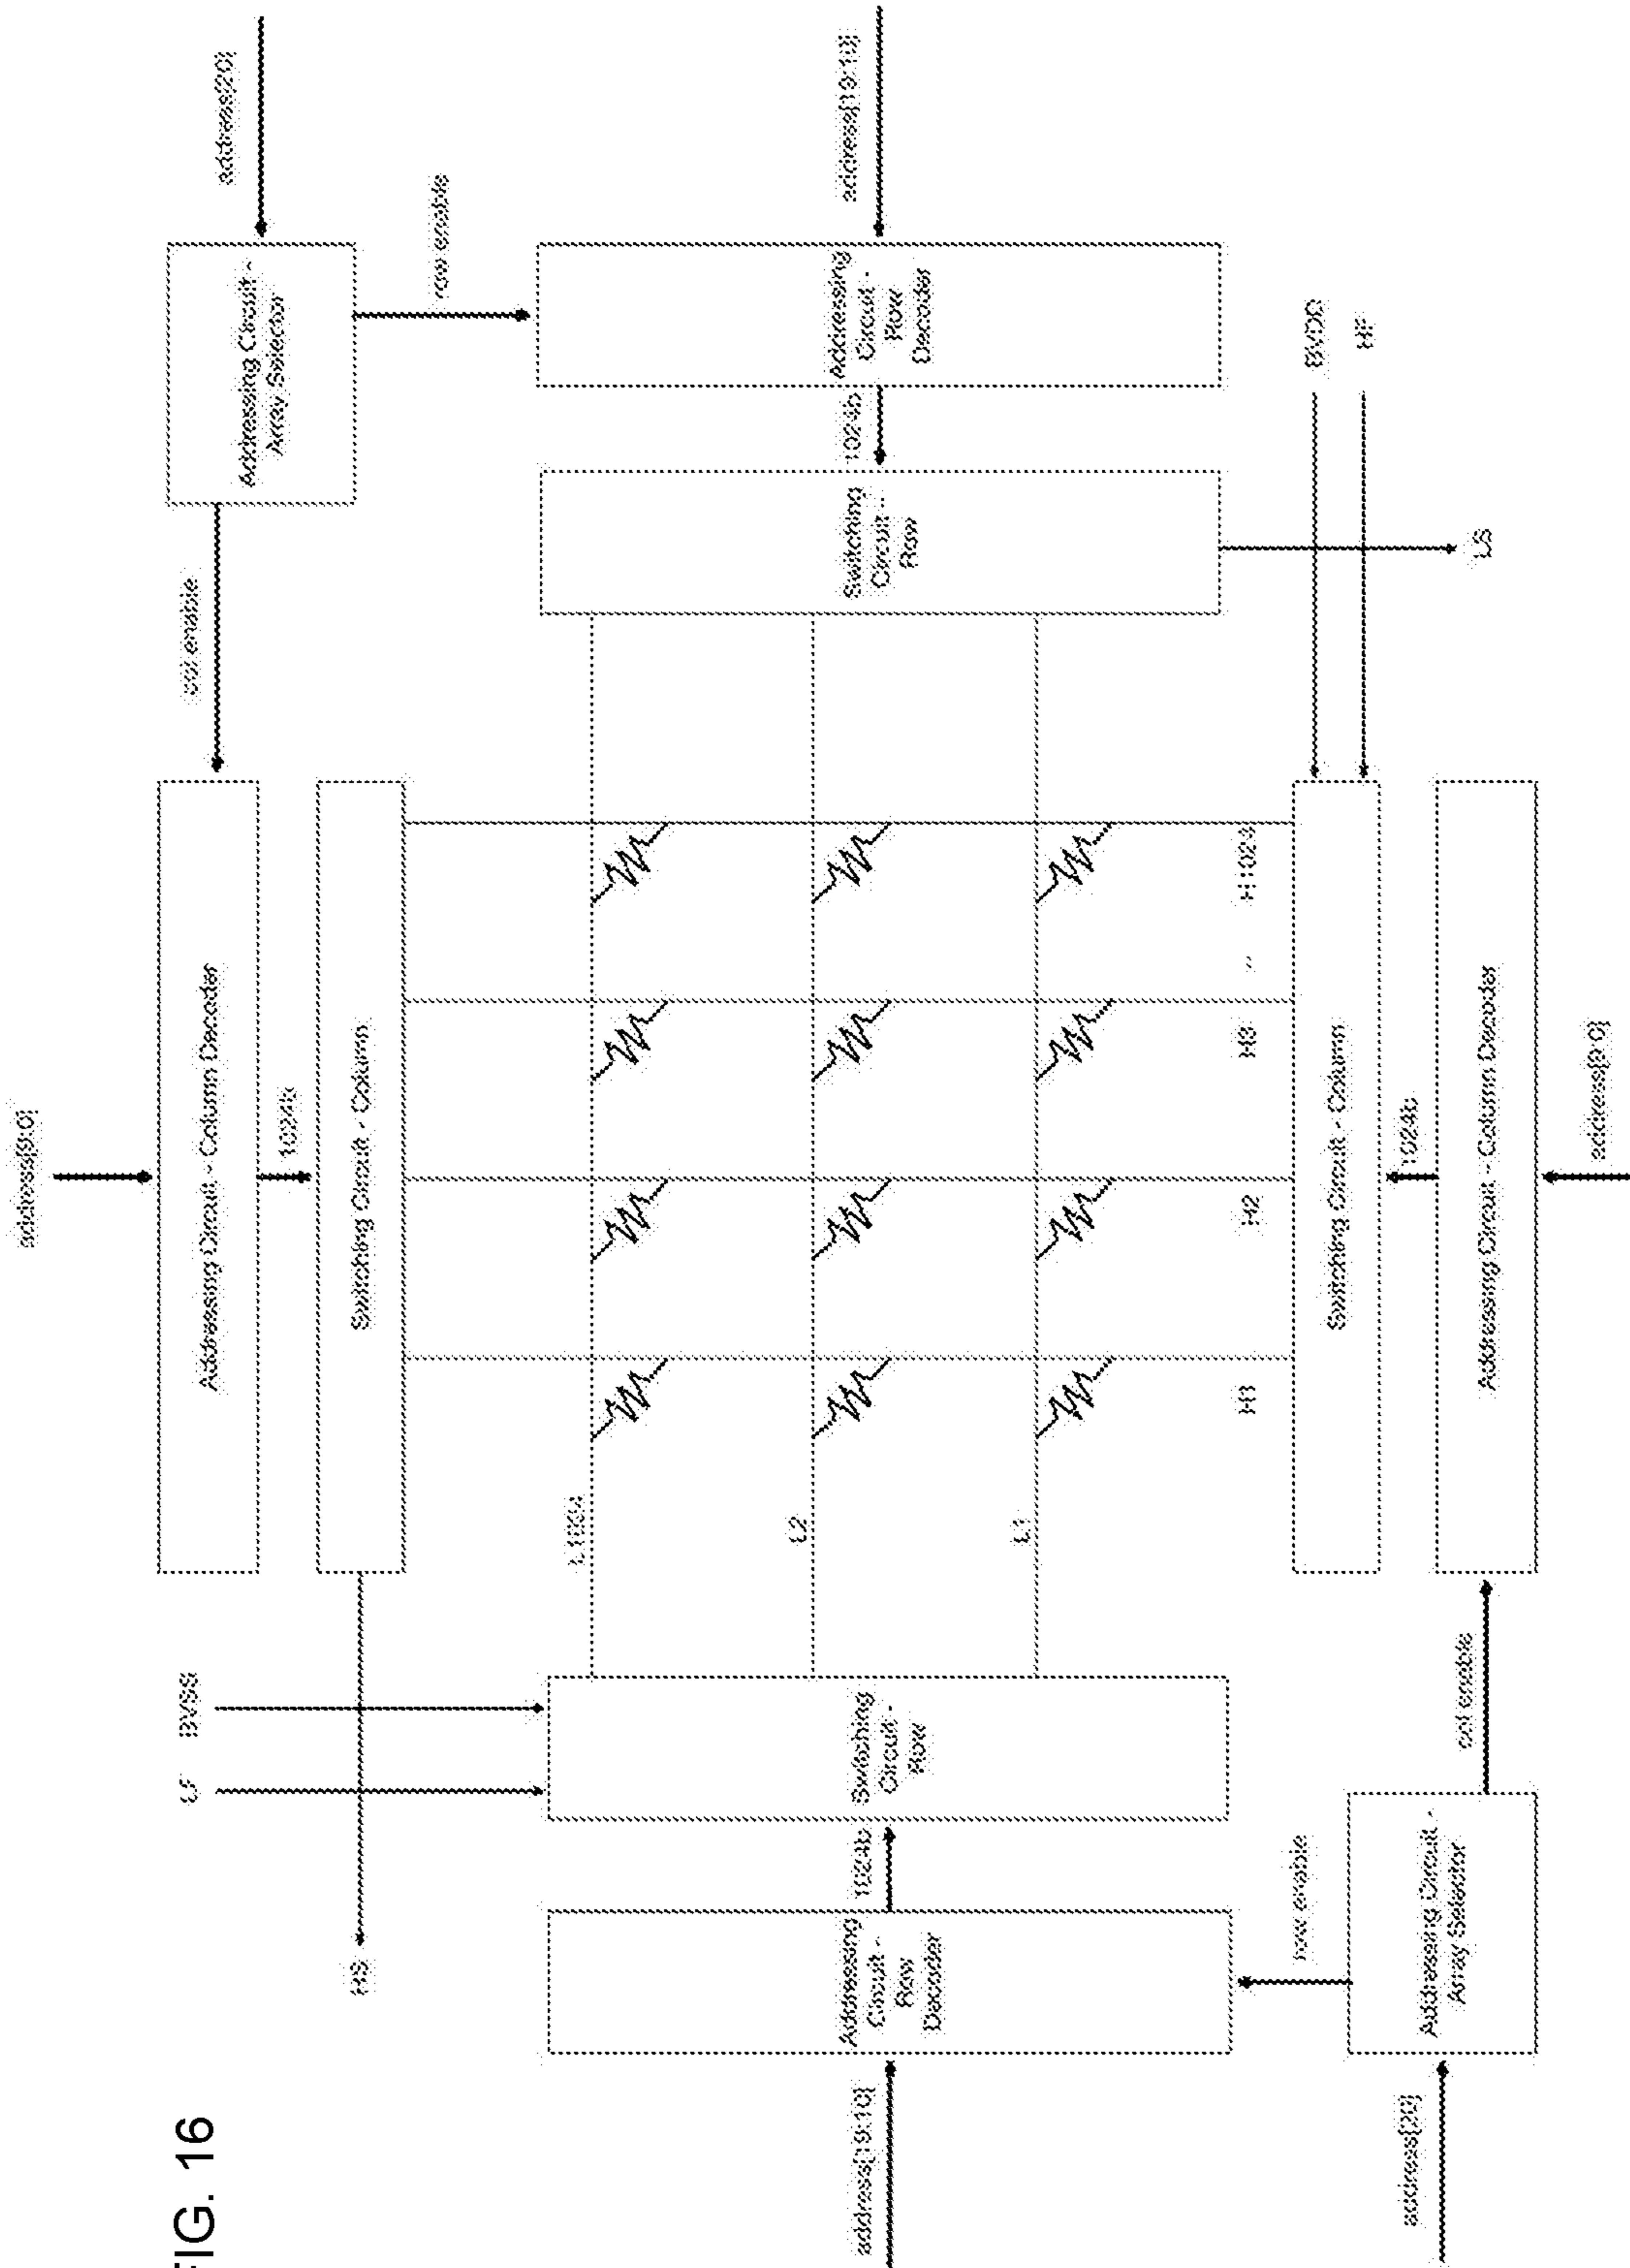 FIG. 16
address[9:0]
LF
BVSS
Addressing Circuit - Column Decoder
col enable
address[20]
Addressing Circuit -
Array Selector
1024b
HS
Switching Circuit - Column
row enable
L1024
L2
L1
address[19:10]
Addressing
Circuit -
Row
Decoder
1024b
Switching
Circuit -
Row
Switching
Circuit -
Row
1024b
Addressing
Circuit -
Row
Decoder
address[19:10]
H1
H2
H3
..
H1024
row enable
BVDD
HF
Switching Circuit - Column
1024b
address[20]
Addressing Circuit -
Array Selector
col enable
Addressing Circuit - Column Decoder
LS
address[9:0]